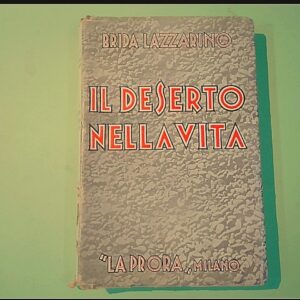 BRIDA LAZZARINO
IL DESERTO
NELLA VITA
"LA PRORA„ MILANO